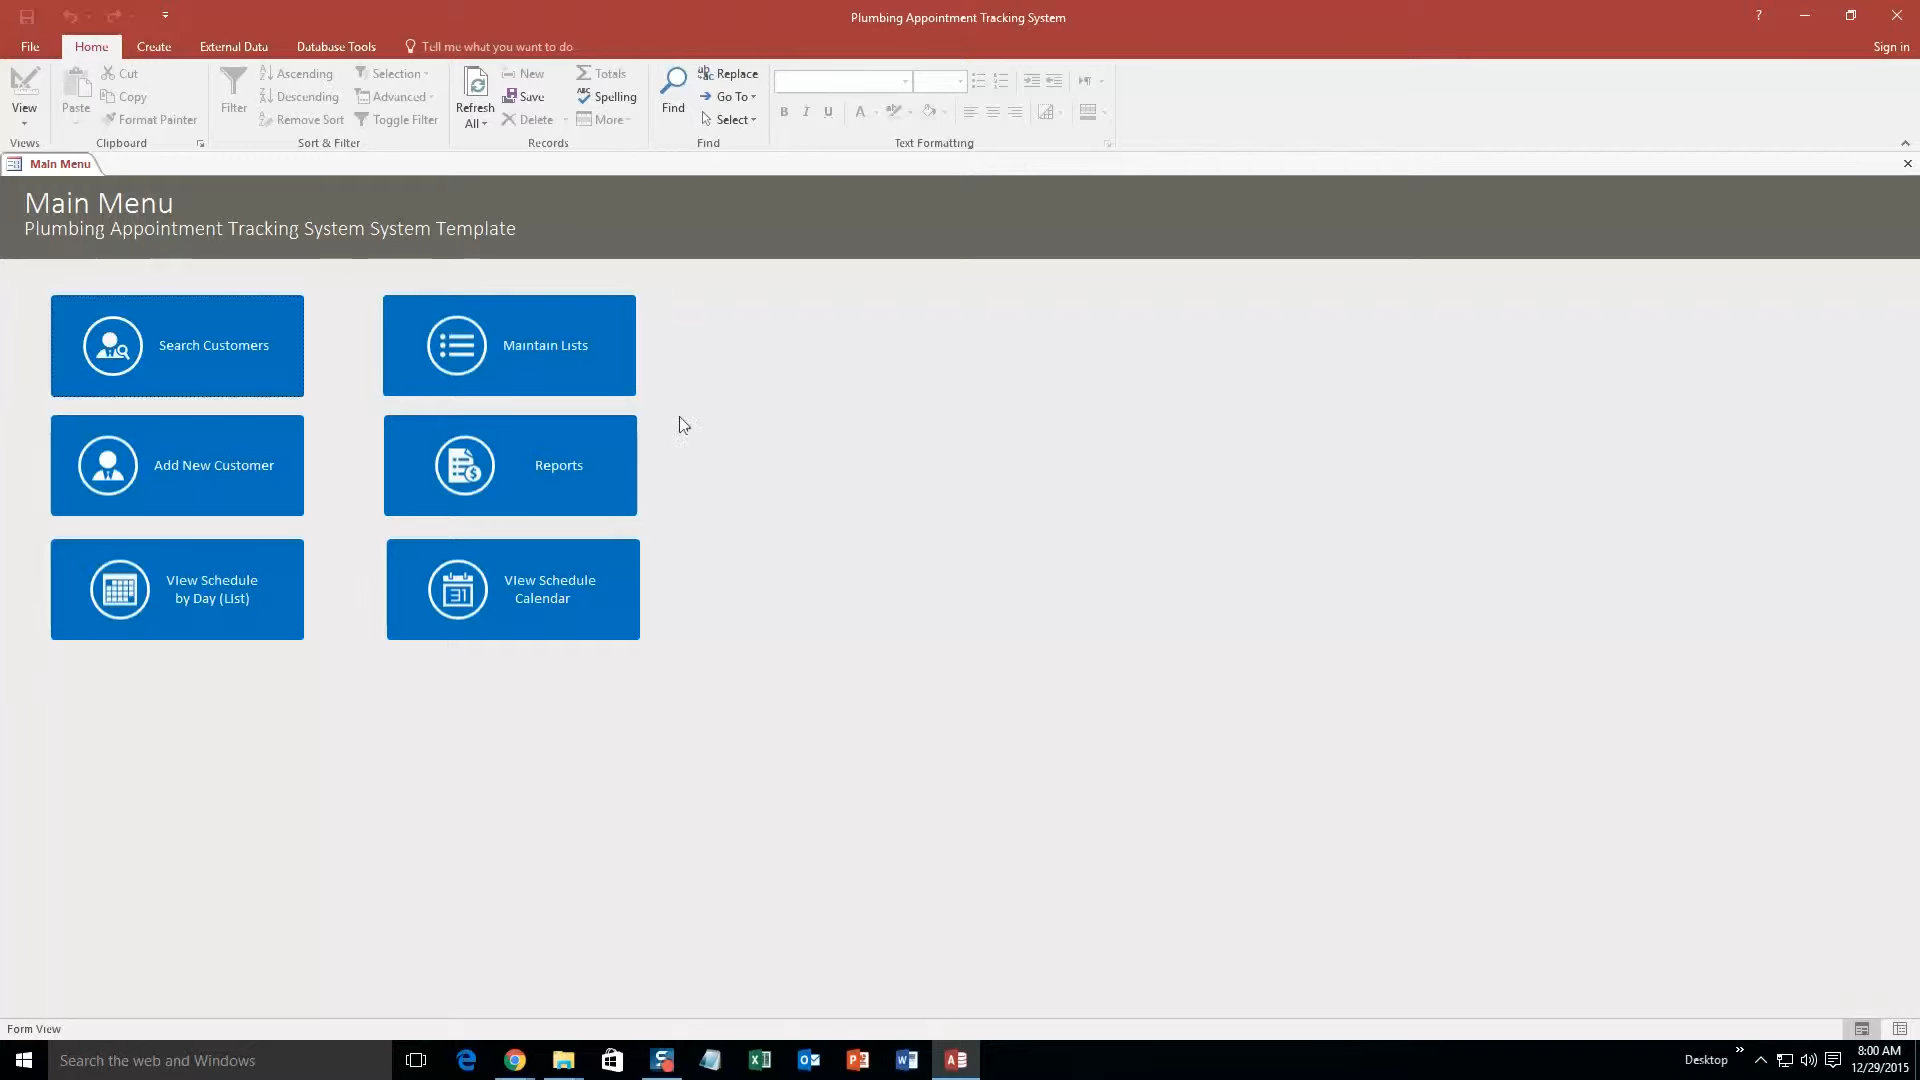 Plumbing Appointment Tracking System
?
File
Home
Create
External Data
Database Tools
Tell me what you want to do
Sign in
View
Views
Paste
Cut
Copy
Format Painter
Clipboard
Filter
Ascending
Descending
Remove Sort
Selection
Advanced
Toggle Filter
Sort & Filter
Refresh
All
New
Save
Delete
Totals
Spelling
More
Records
Find
Replace
Go To
Select
Find
B I U A
Text Formatting
Main Menu
Main Menu
Plumbing Appointment Tracking System System Template
Search Customers
Maintain Lists
Add New Customer
Reports
View Schedule
by Day (List)
31
View Schedule
Calendar
Form View
Search the web and Windows
Desktop
8:00 AM
12/29/2015